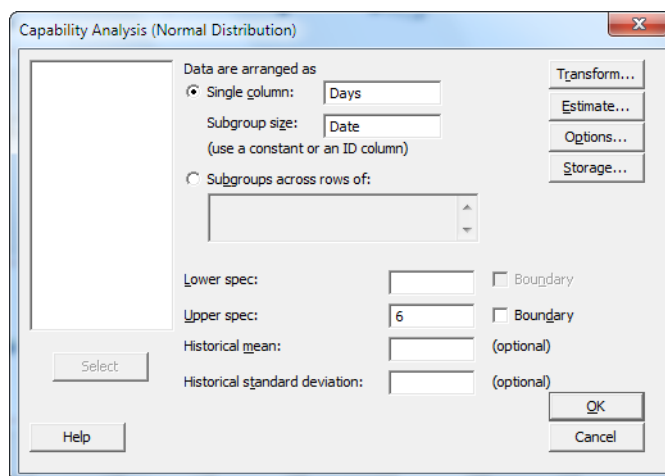 Capability Analysis (Normal Distribution)
Data are arranged as
Single column: Days
Subgroup size: Date
(use a constant or an ID column)
Subgroups across rows of:
Transform...
Estimate...
Options...
Storage...
Lower spec: Boundary
Upper spec: 6 Boundary
Historical mean: (optional)
Historical standard deviation: (optional)
Select
Help
OK
Cancel